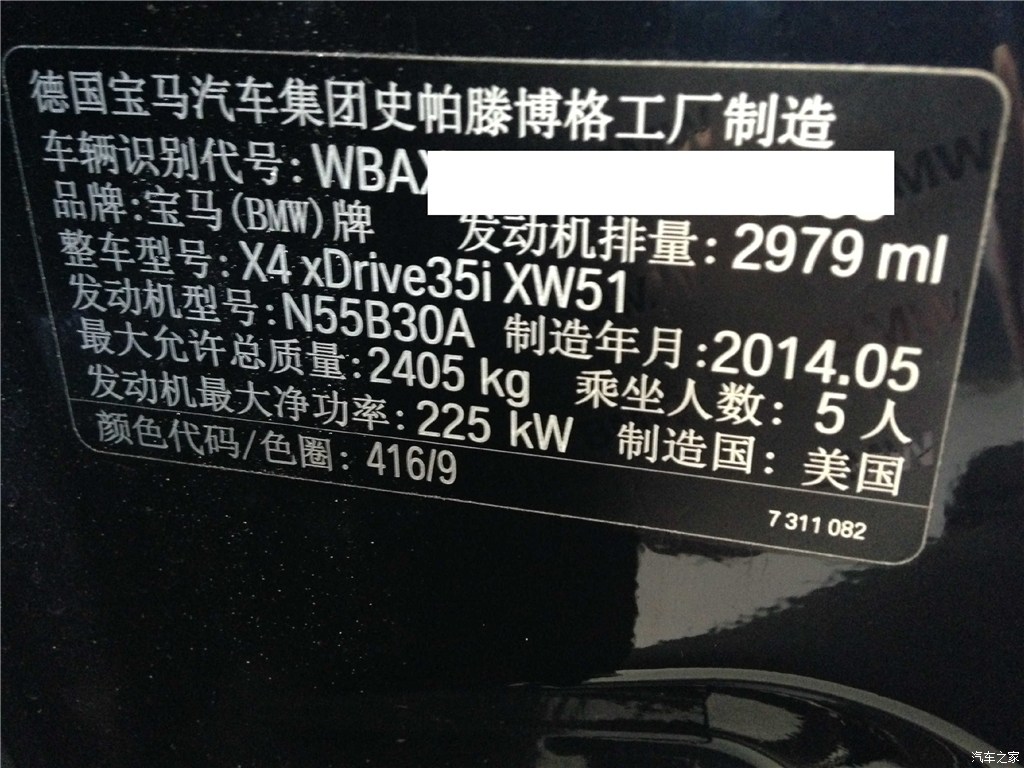 德国宝马汽车集团史帕滕博格工厂制造
车辆识别代号: WBAX
品牌:宝马(BMW)牌 发动机排量: 2979 ml
整车型号: X4 xDrive35i XW51
发动机型号:N55B30A 制造年月:2014.05
最大允许总质量:2405 kg 乘坐人数: 5 人
发动机最大净功率: 225 kW 制造国: 美国
颜色代码/色圈: 416/9
7 311 082
汽车之家